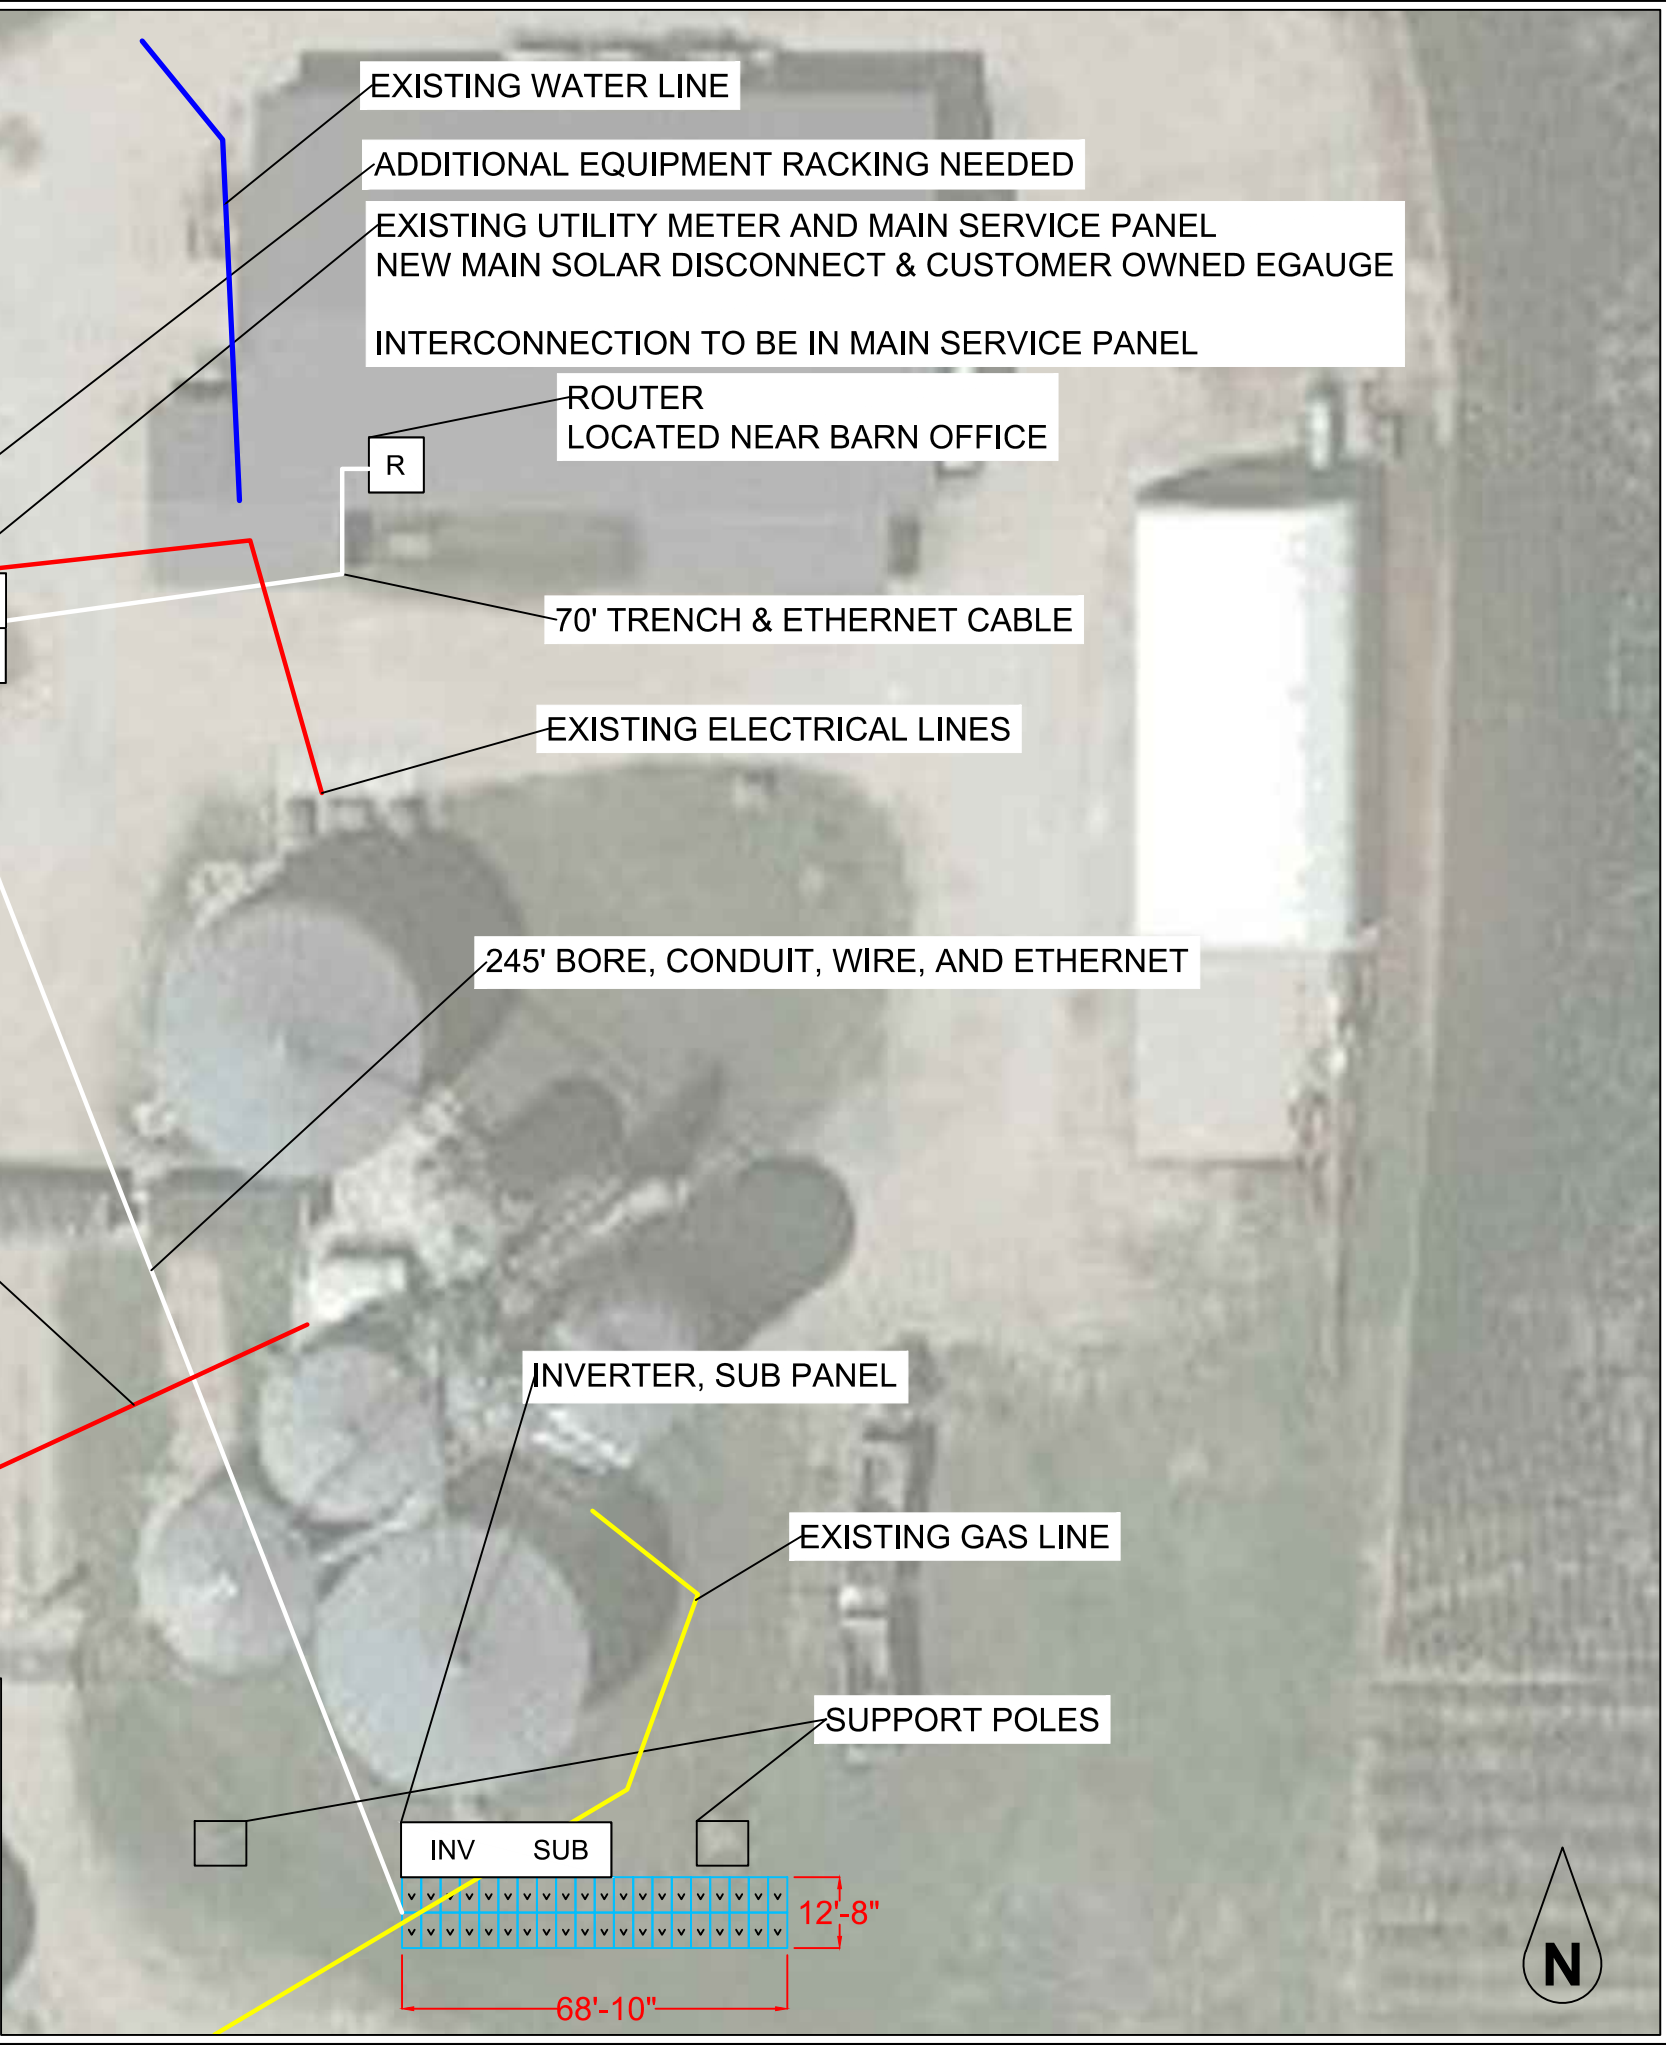 EXISTING WATER LINE
ADDITIONAL EQUIPMENT RACKING NEEDED
EXISTING UTILITY METER AND MAIN SERVICE PANEL
NEW MAIN SOLAR DISCONNECT & CUSTOMER OWNED EGAUGE
INTERCONNECTION TO BE IN MAIN SERVICE PANEL
ROUTER
LOCATED NEAR BARN OFFICE
R
70' TRENCH & ETHERNET CABLE
EXISTING ELECTRICAL LINES
245' BORE, CONDUIT, WIRE, AND ETHERNET
INVERTER, SUB PANEL
EXISTING GAS LINE
SUPPORT POLES
INV SUB
12'-8"
68'-10"
N